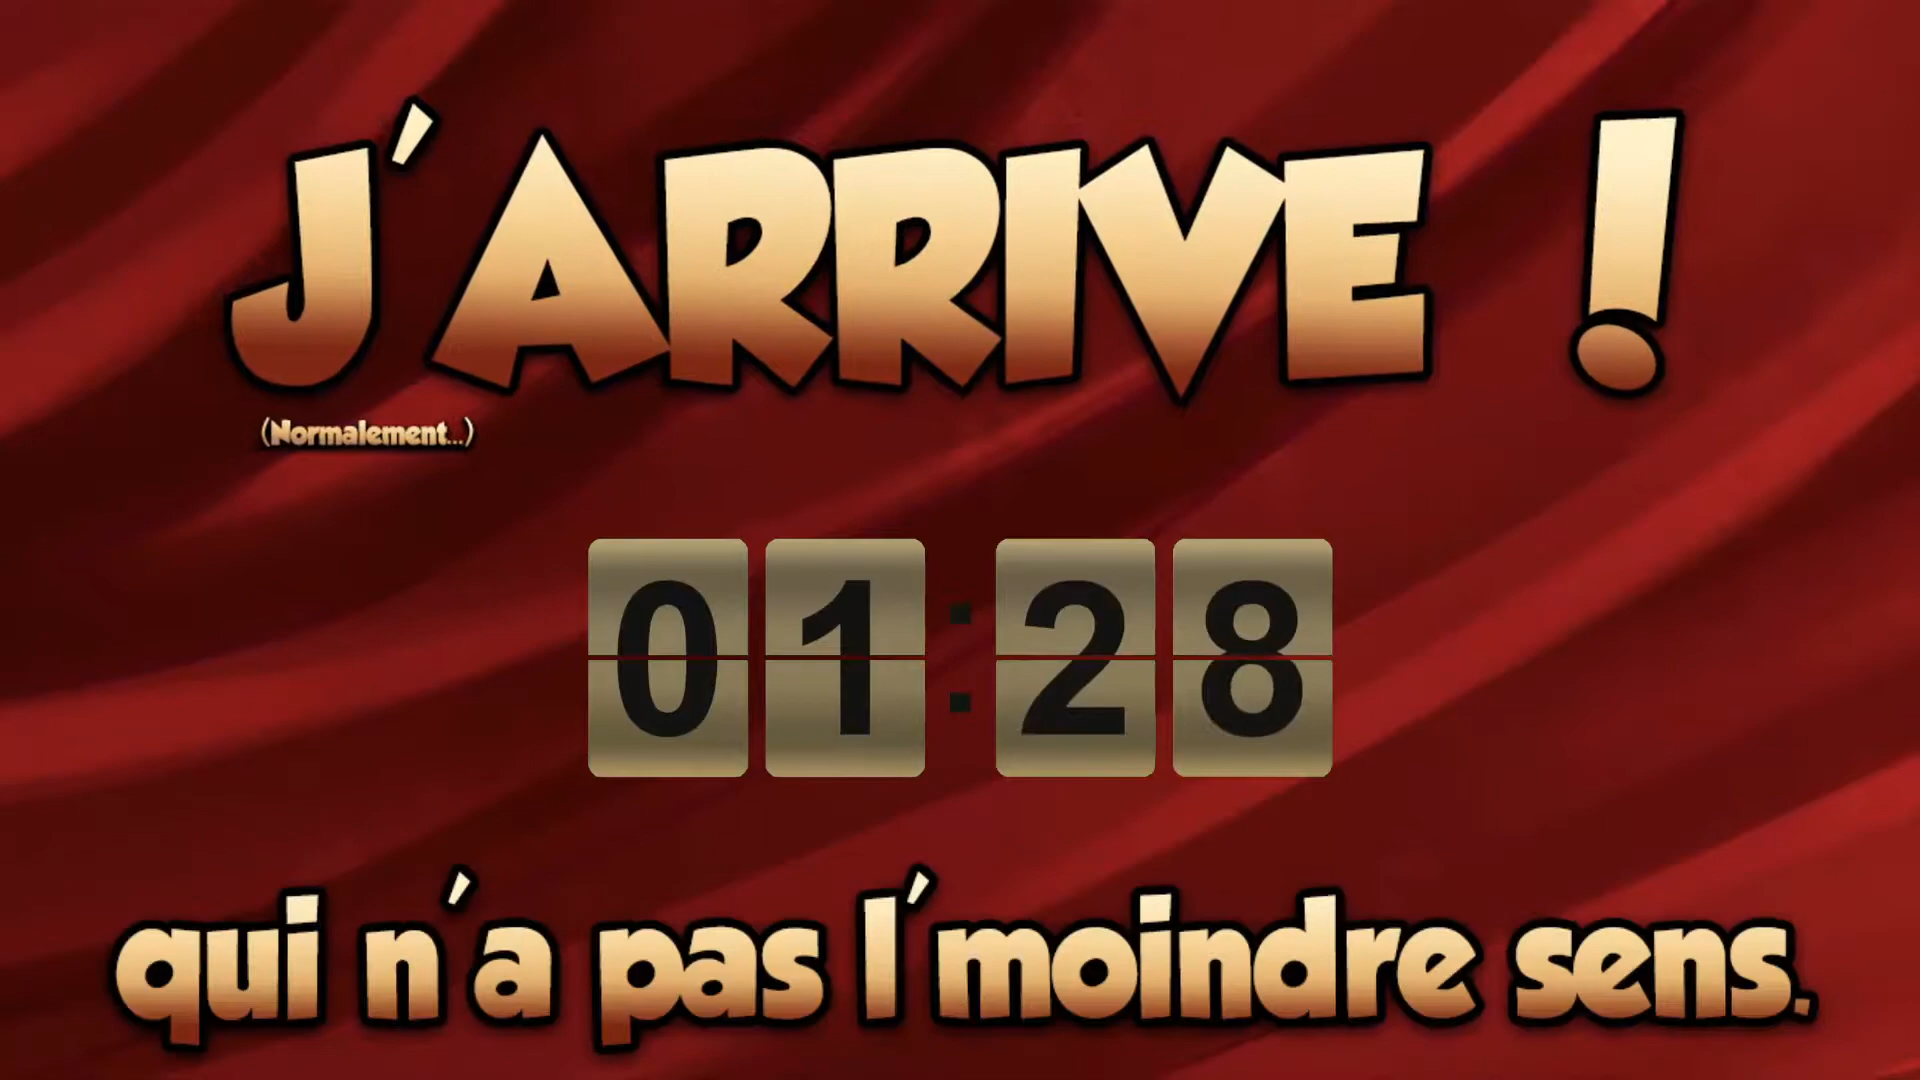 J'ARRIVE !
(Normalement...)
01:28
qui n'a pas l'moindre sens.